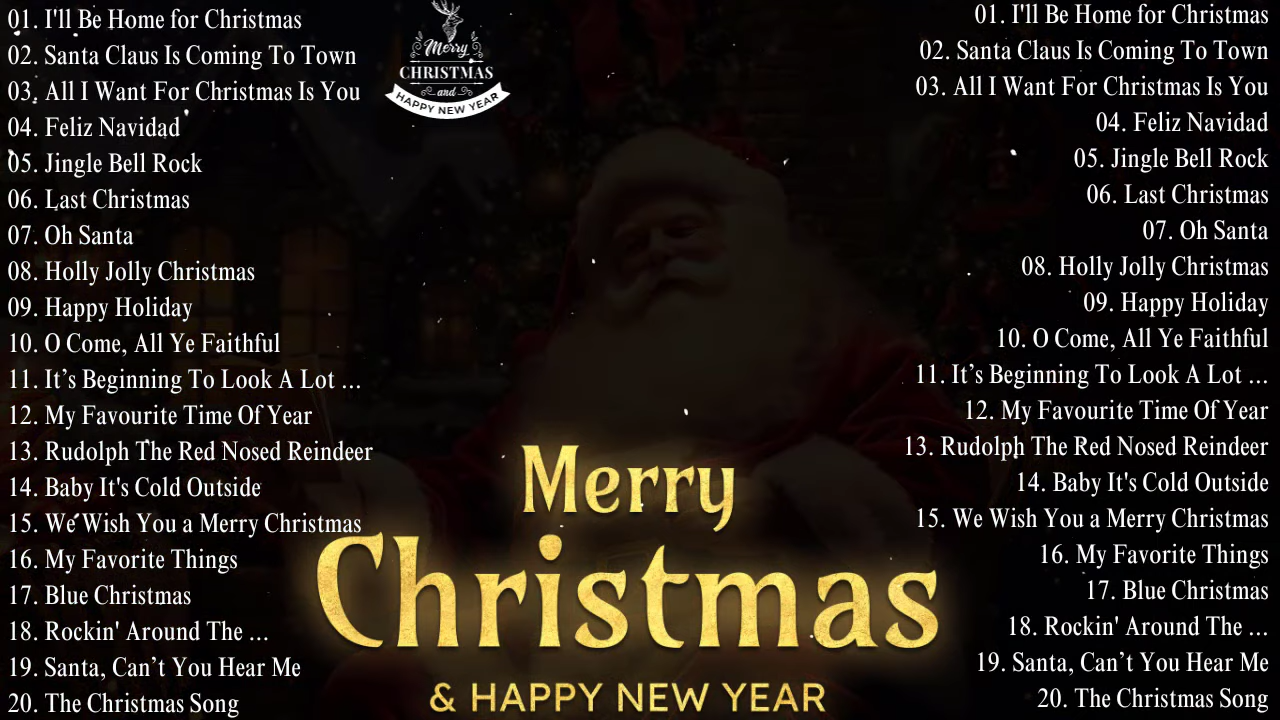 01. I'll Be Home for Christmas
02. Santa Claus Is Coming To Town
03. All I Want For Christmas Is You
04. Feliz Navidad
05. Jingle Bell Rock
06. Last Christmas
07. Oh Santa
08. Holly Jolly Christmas
09. Happy Holiday
10. O Come, All Ye Faithful
11. It’s Beginning To Look A Lot ...
12. My Favourite Time Of Year
13. Rudolph The Red Nosed Reindeer
14. Baby It's Cold Outside
15. We Wish You a Merry Christmas
16. My Favorite Things
17. Blue Christmas
18. Rockin' Around The ...
19. Santa, Can’t You Hear Me
20. The Christmas Song
Merry
CHRISTMAS
and
HAPPY NEW YEAR
Merry
Christmas
& HAPPY NEW YEAR
01. I'll Be Home for Christmas
02. Santa Claus Is Coming To Town
03. All I Want For Christmas Is You
04. Feliz Navidad
05. Jingle Bell Rock
06. Last Christmas
07. Oh Santa
08. Holly Jolly Christmas
09. Happy Holiday
10. O Come, All Ye Faithful
11. It’s Beginning To Look A Lot ...
12. My Favourite Time Of Year
13. Rudolph The Red Nosed Reindeer
14. Baby It's Cold Outside
15. We Wish You a Merry Christmas
16. My Favorite Things
17. Blue Christmas
18. Rockin' Around The ...
19. Santa, Can’t You Hear Me
20. The Christmas Song